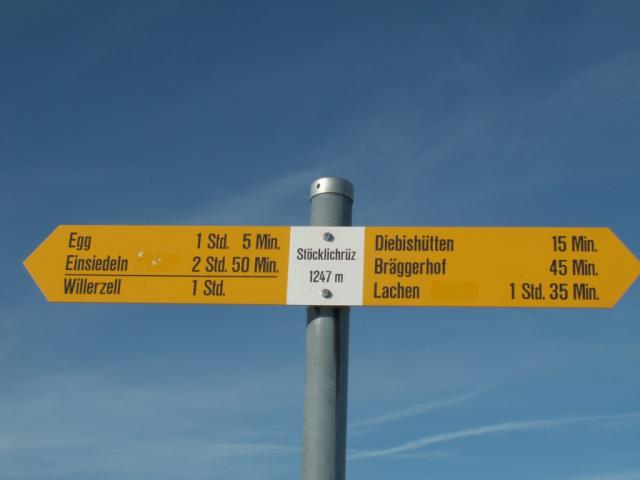 Egg 1 Std. 5 Min.
Einsiedeln 2 Std. 50 Min.
Willerzell 1 Std.
Stöcklichrüz
1247 m
Diebishütten 15 Min.
Bräggerhof 45 Min.
Lachen 1 Std. 35 Min.